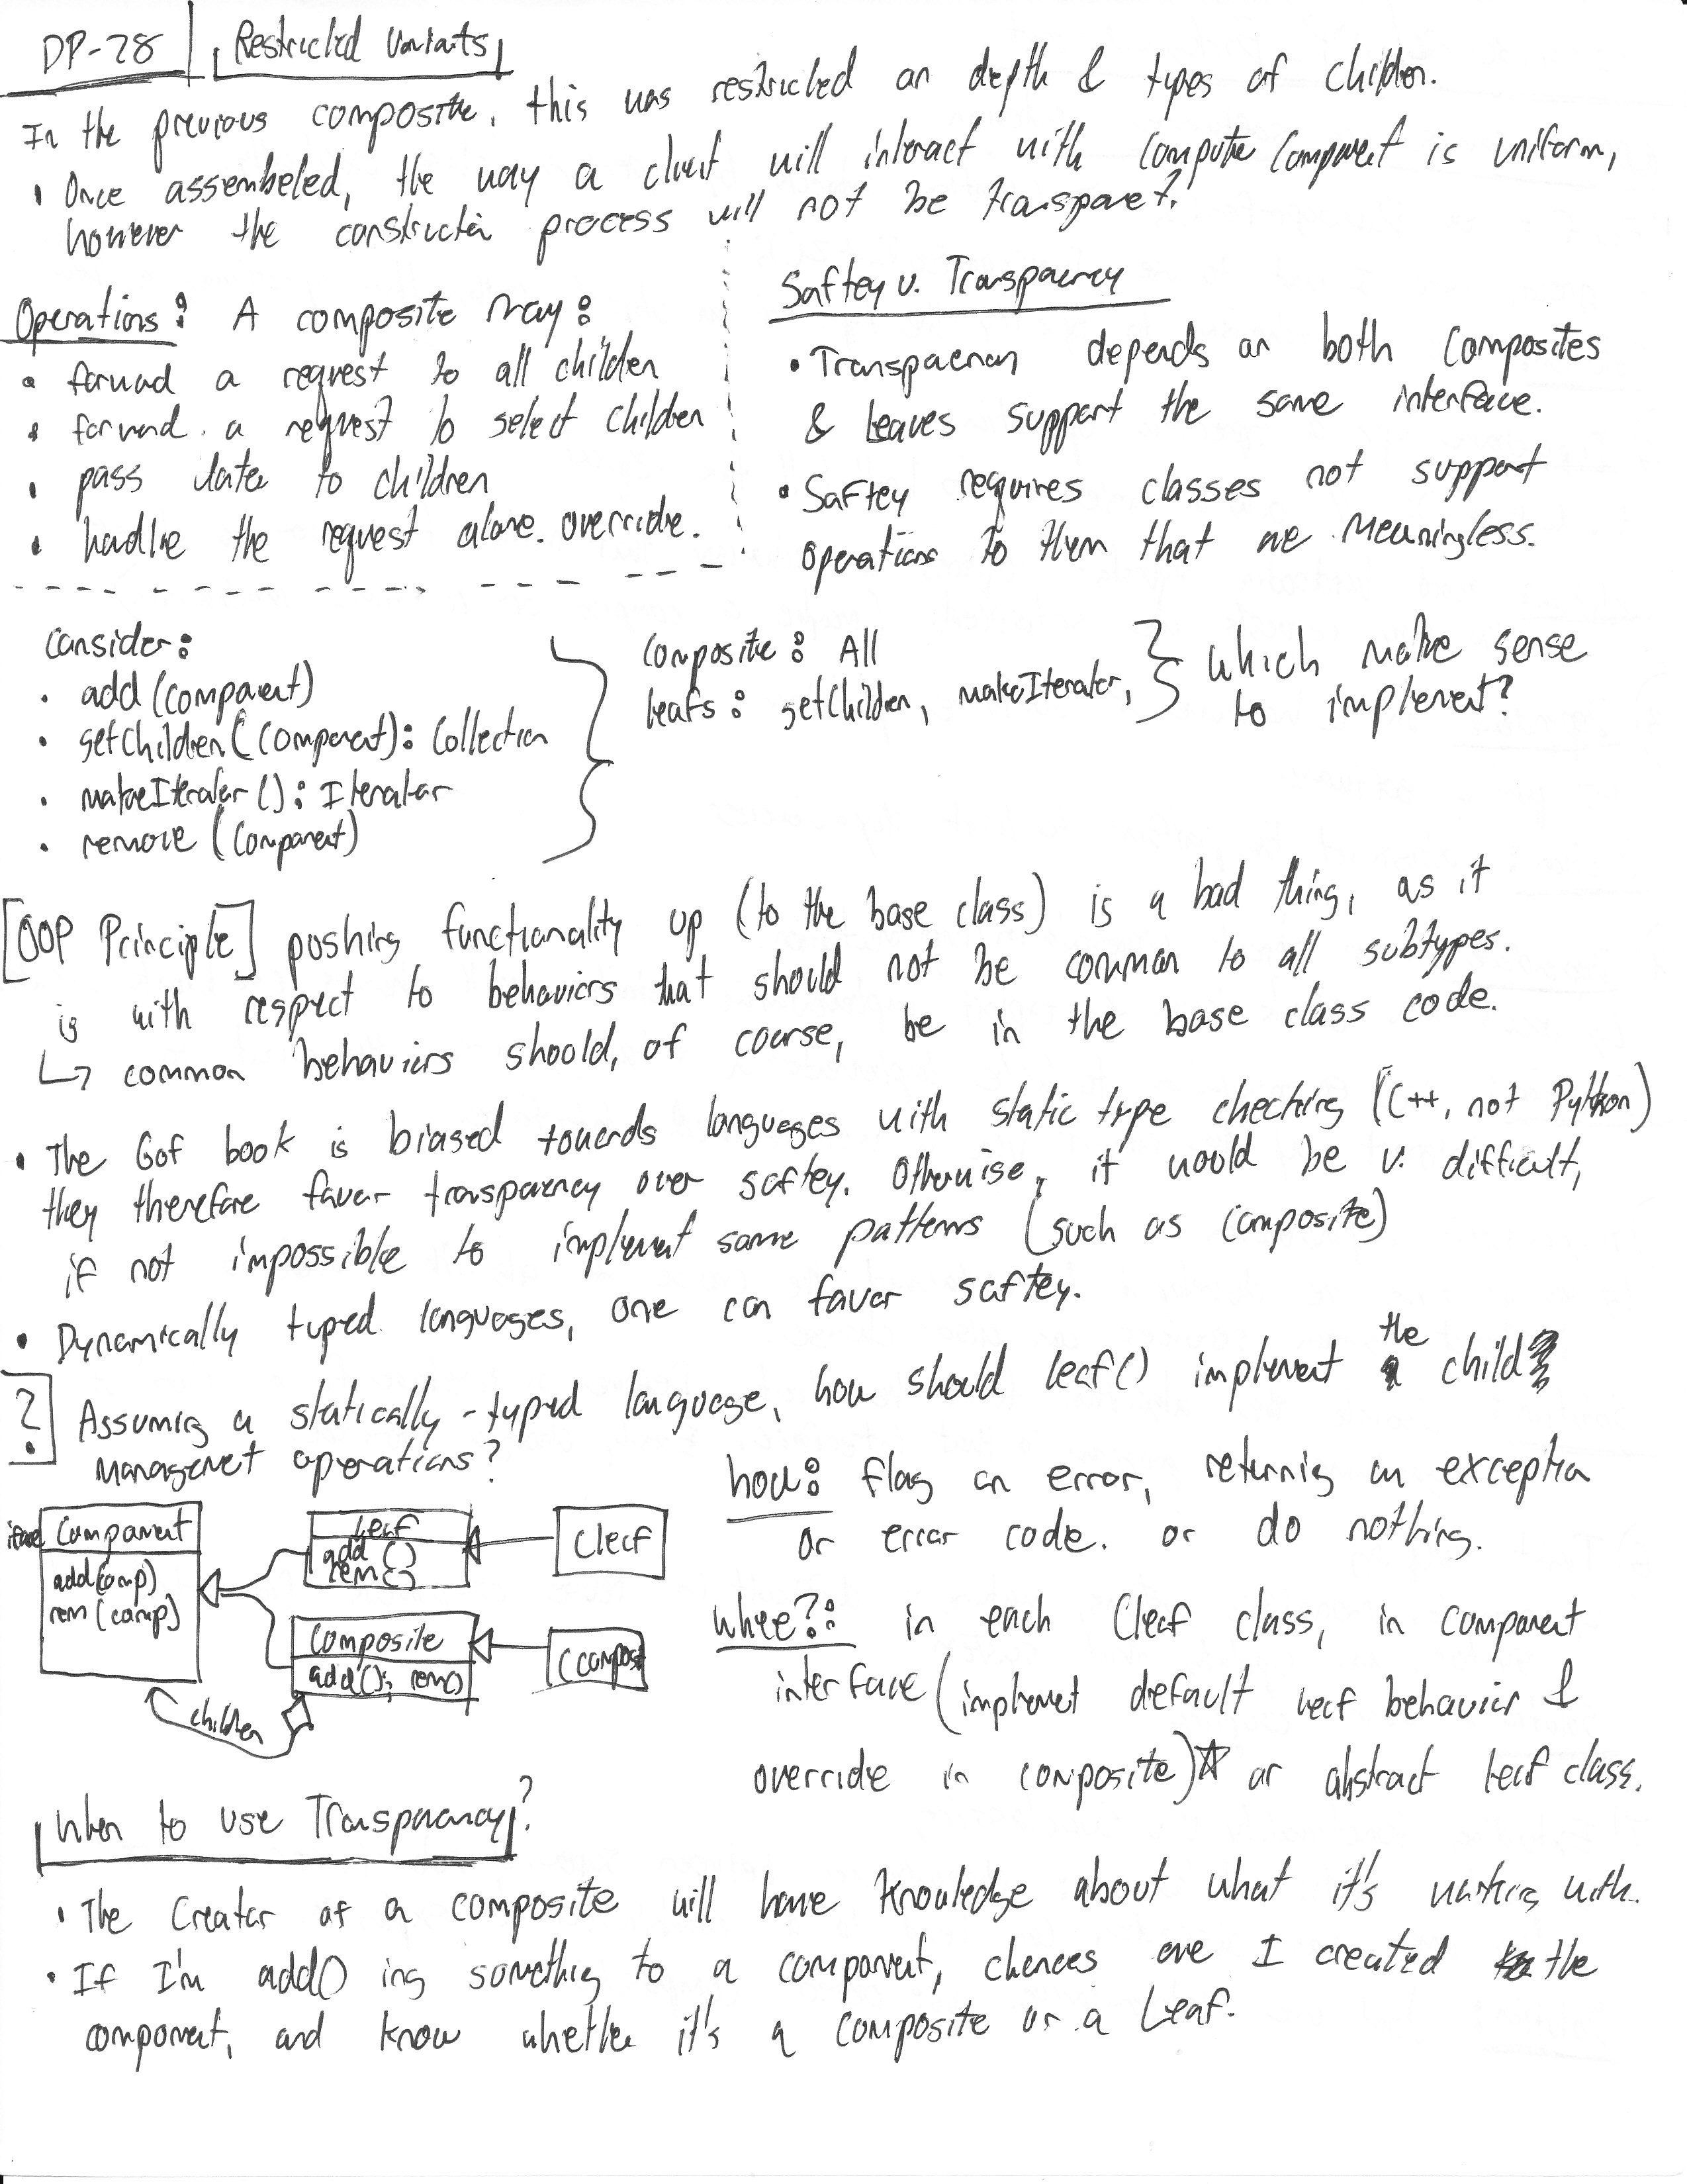 DP-28 | Restricted Variants
In the previous composite, this was restricted on depth & types of children.
• Once assembeled, the way a client will interact with Component is uniform,
however the construction process will not be transparet.
Operations: A composite may:
• forward a request to all children
• forward a request to select children
• pass data to children
• handle the request alone. override.
Saftey v. Transparency
• Transparency depends on both composites
& Leaves support the same interface.
• Saftey requires classes not support
operations to them that are meaningless.
Consider:
• add(component)
• getChildren(component): Collection
• makeIterator(): Iterator
• remove(component)
Composite: All
Leafs: getChildren, makeIterator,
which make sense
to implement?
[OOP Principle] pushing functionality up (to the base class) is a bad thing, as it
is with respect to behaviors that should not be common to all subtypes.
↳ common behaviors should, of course, be in the base class code.
• The GoF book is biased towards languages with static type checking (C++, not Python)
they therefore favor transparency over saftey. Otherwise, it would be v. difficult,
if not impossible to implement some patterns (such as composite)
• Dynamically typed languages, one can favor saftey.
? Assuming a statically-typed language, how should leaf() implement the child
management operations?
how: flag an error, returning an exception
or error code. or do nothing.
where?: in each Cleaf class, in component
interface (implement default leaf behavior &
override in composite)☆ or abstract leaf class.
iface Component
add(comp)
rem(comp)
Leaf
add()
rem()
Cleaf
Composite
add(); rem()
Ccomposit
children
When to use Transparency?
• The Creator of a composite will have knowledge about what it's working with.
• If I'm add()ing something to a component, chances are I created the
component, and know whether it's a composite or a Leaf.